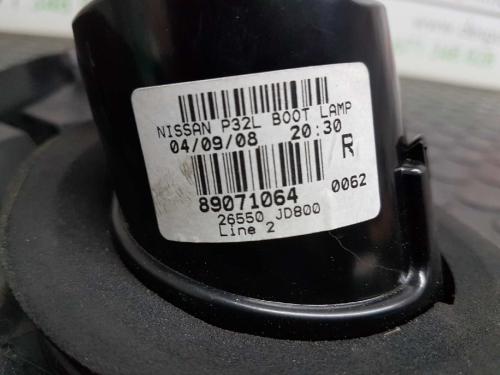 NISSAN P32L BOOT LAMP
04/09/08 20:30
R
89071064 0062
26550 JD800
Line 2